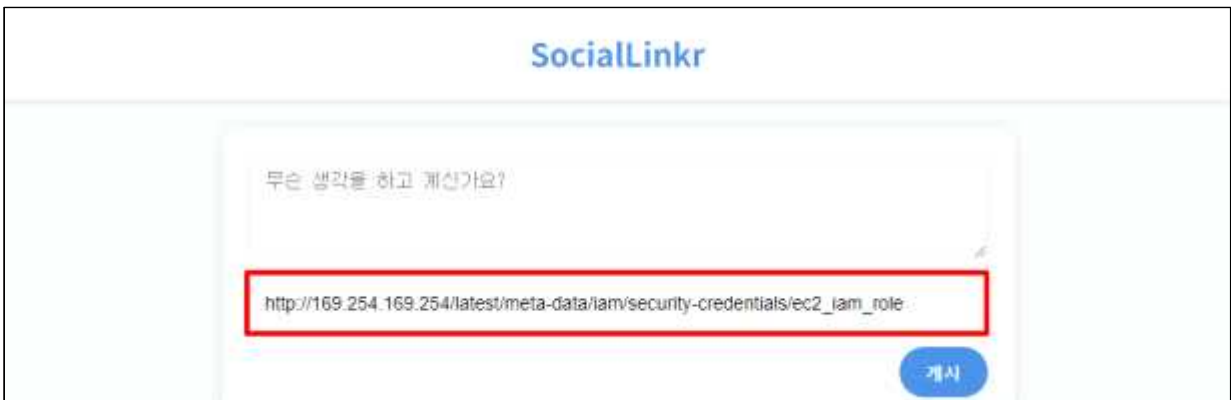 SocialLinkr
무슨 생각을 하고 계신가요?
http://169.254.169.254/latest/meta-data/iam/security-credentials/ec2_iam_role
게시